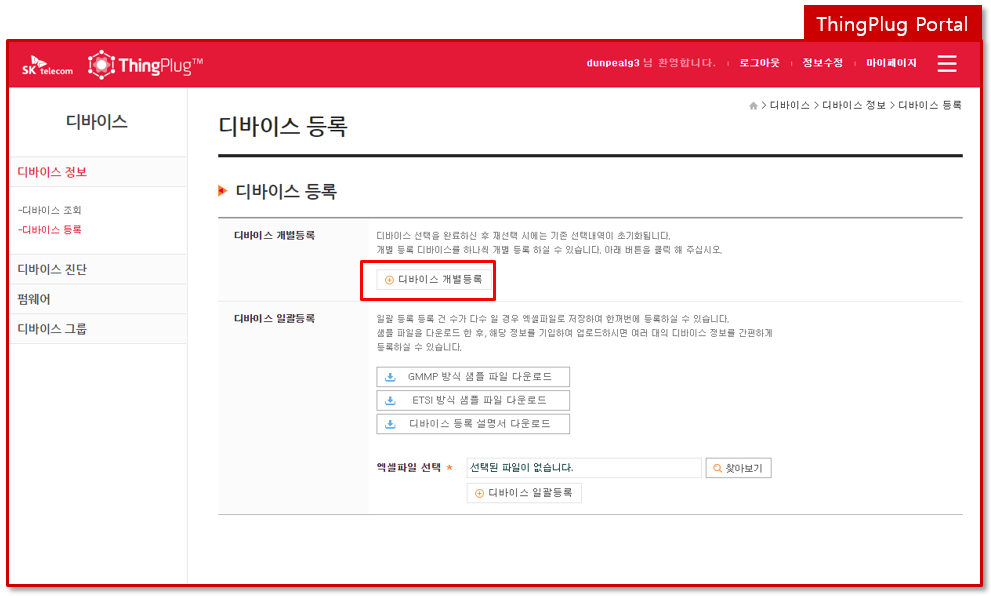 ThingPlug Portal
SK telecom ThingPlug™
dunpealg3 님 환영합니다. 로그아웃 정보수정 마이페이지
> 디바이스 > 디바이스 정보 > 디바이스 등록
디바이스
디바이스 정보
-디바이스 조회
-디바이스 등록
디바이스 진단
펌웨어
디바이스 그룹
디바이스 등록
디바이스 등록
디바이스 개별등록
디바이스 선택을 완료하신 후 재선택 시에는 기존 선택내역이 초기화됩니다.
개별 등록 디바이스를 하나씩 개별 등록 하실 수 있습니다. 아래 버튼을 클릭 해 주십시오.
디바이스 개별등록
디바이스 일괄등록
일괄 등록 등록 건 수가 다수 일 경우 엑셀파일로 저장하여 한꺼번에 등록하실 수 있습니다.
샘플 파일을 다운로드 한 후, 해당 정보를 기입하여 업로드하시면 여러 대의 디바이스 정보를 간편하게
등록하실 수 있습니다.
GMMP 방식 샘플 파일 다운로드
ETSI 방식 샘플 파일 다운로드
디바이스 등록 설명서 다운로드
엑셀파일 선택 * 선택된 파일이 없습니다. 찾아보기
디바이스 일괄등록